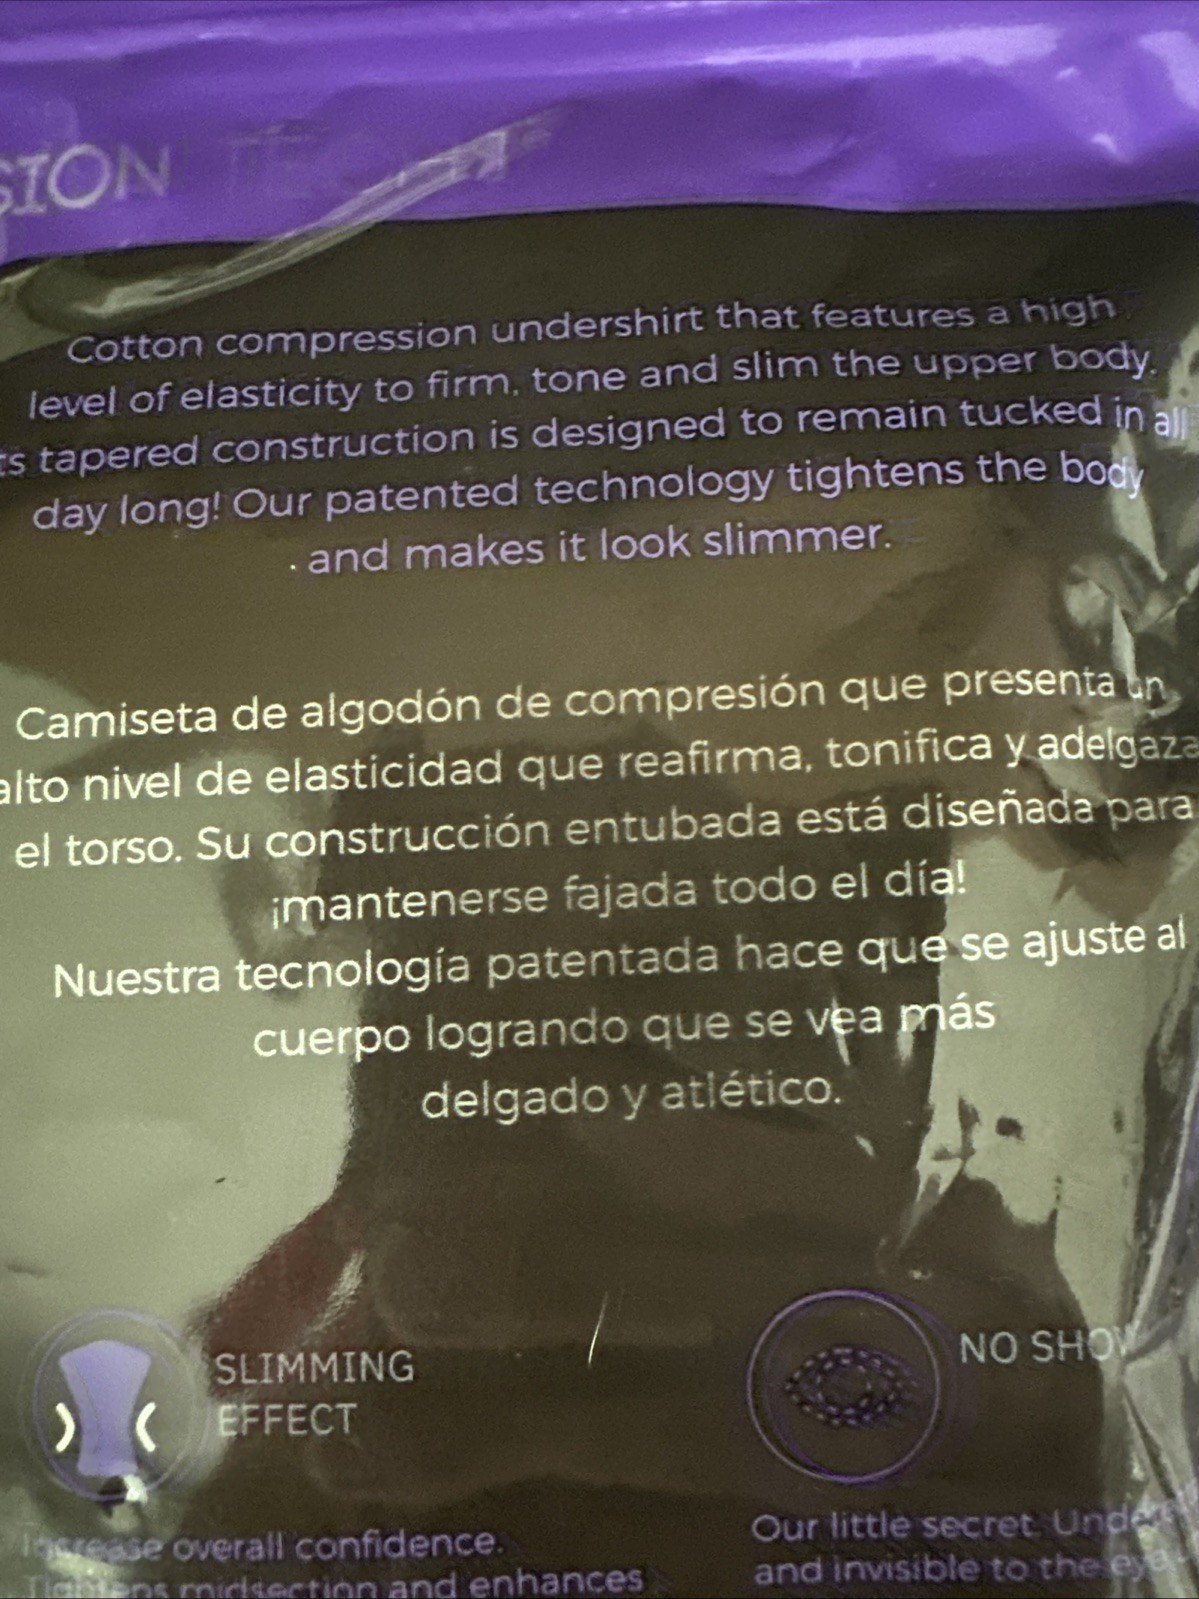 SION
Cotton compression undershirt that features a high
level of elasticity to firm, tone and slim the upper body.
ts tapered construction is designed to remain tucked in all
day long! Our patented technology tightens the body
. and makes it look slimmer.
Camiseta de algodón de compresión que presenta un
alto nivel de elasticidad que reafirma, tonifica y adelgaza
el torso. Su construcción entubada está diseñada para
¡mantenerse fajada todo el día!
Nuestra tecnología patentada hace que se ajuste al
cuerpo logrando que se vea más
delgado y atlético.
SLIMMING
EFFECT
NO SHOW
Increase overall confidence.
Tightens midsection and enhances
Our little secret. Under
and invisible to the eye